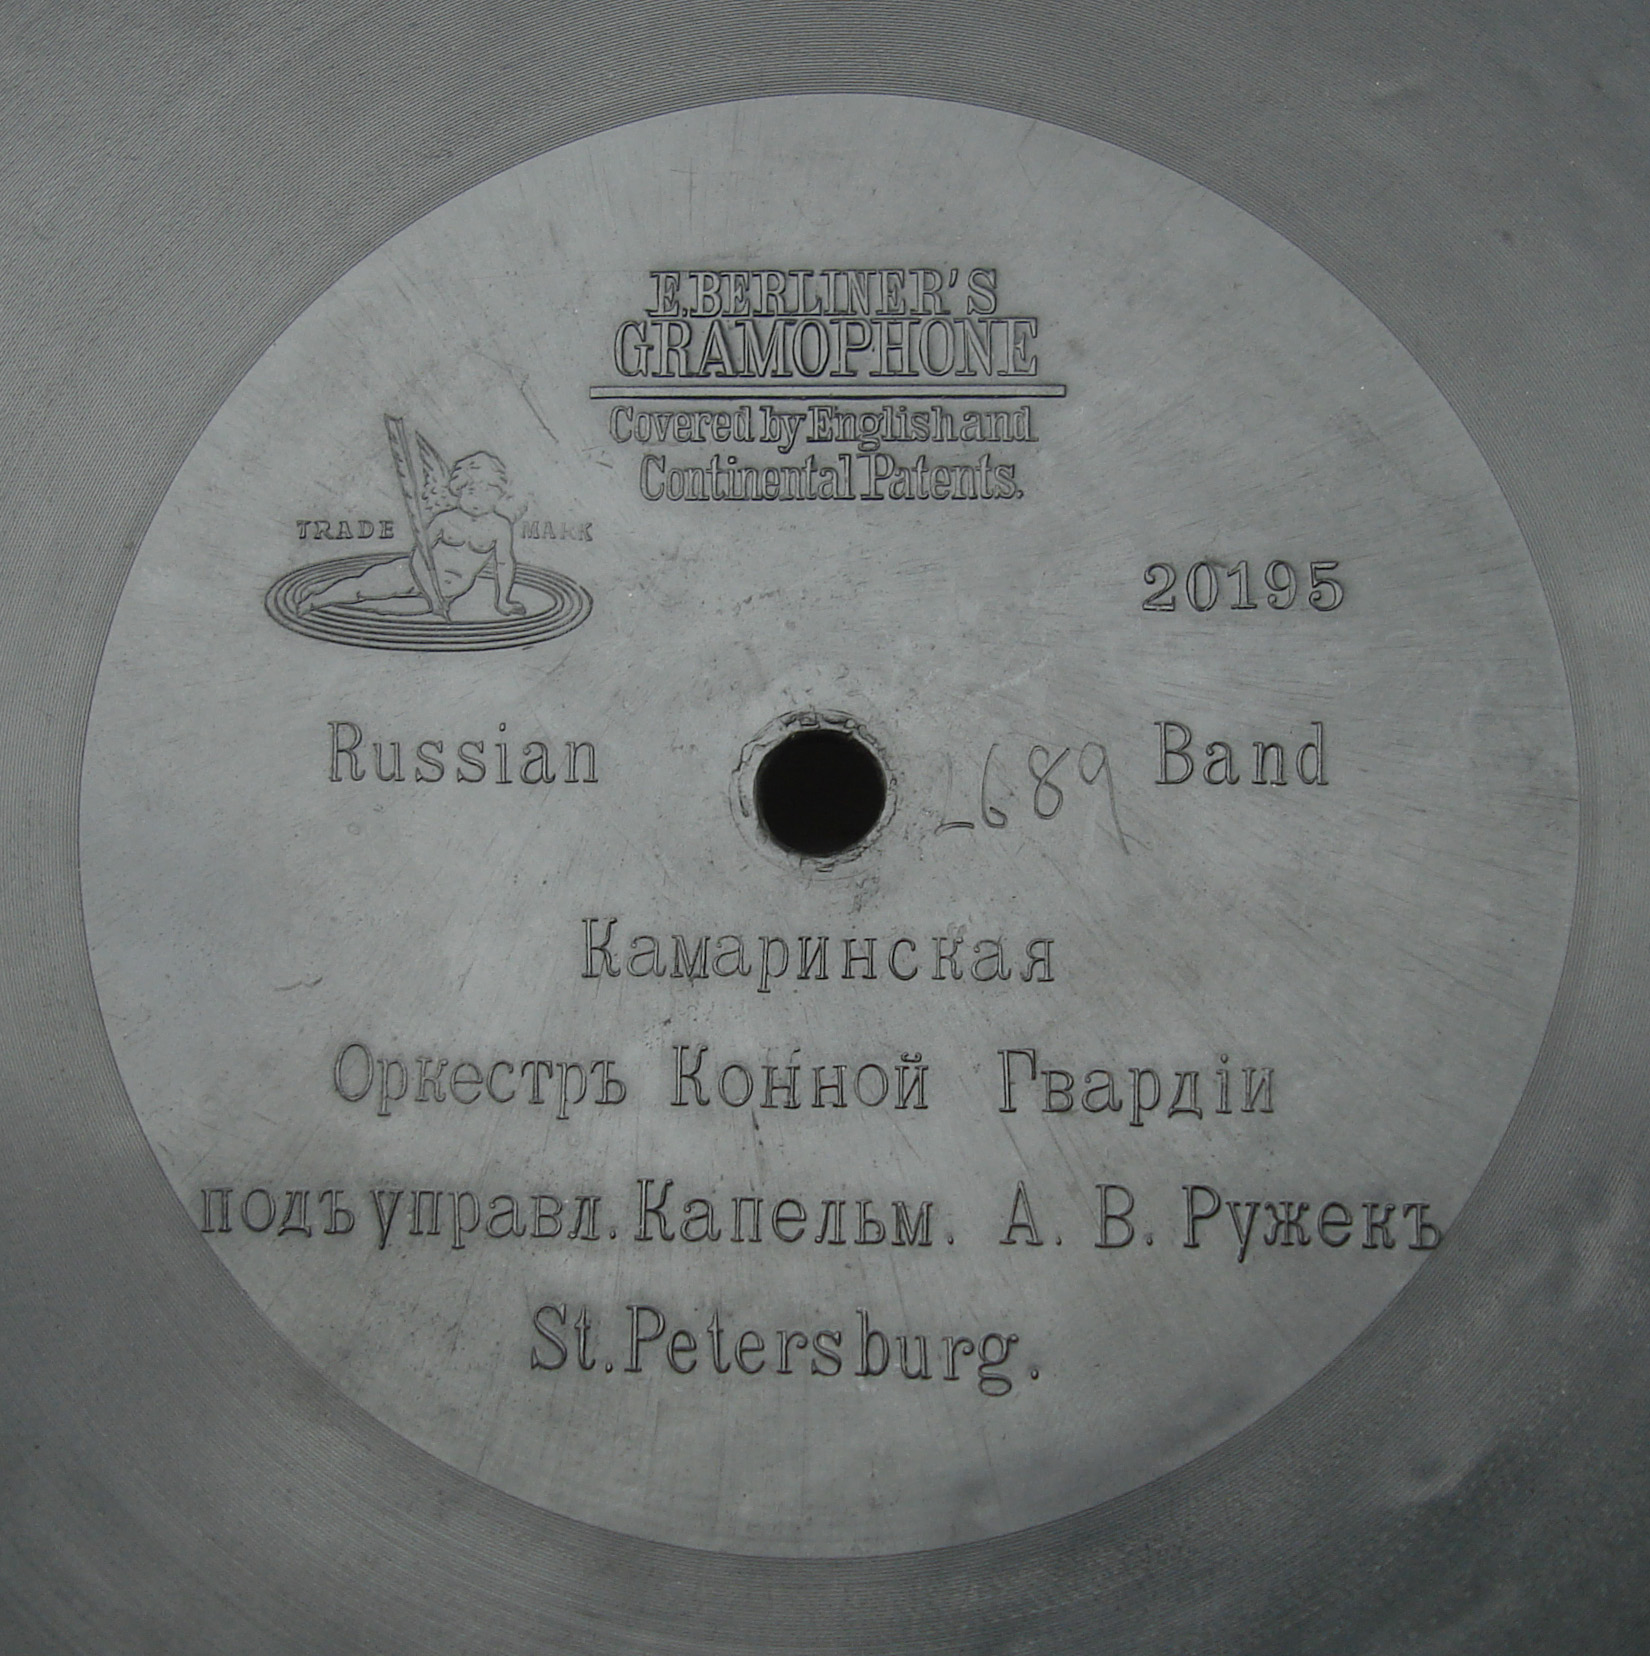 E.BERLINER'S
GRAMOPHONE
Covered by English and
Continental Patents.
TRADE MARK
20195
Russian Band
2689
Камаринская
Оркестръ Конной Гвардіи
подъ управл. Капельм. А. В. Ружекъ
St. Petersburg.